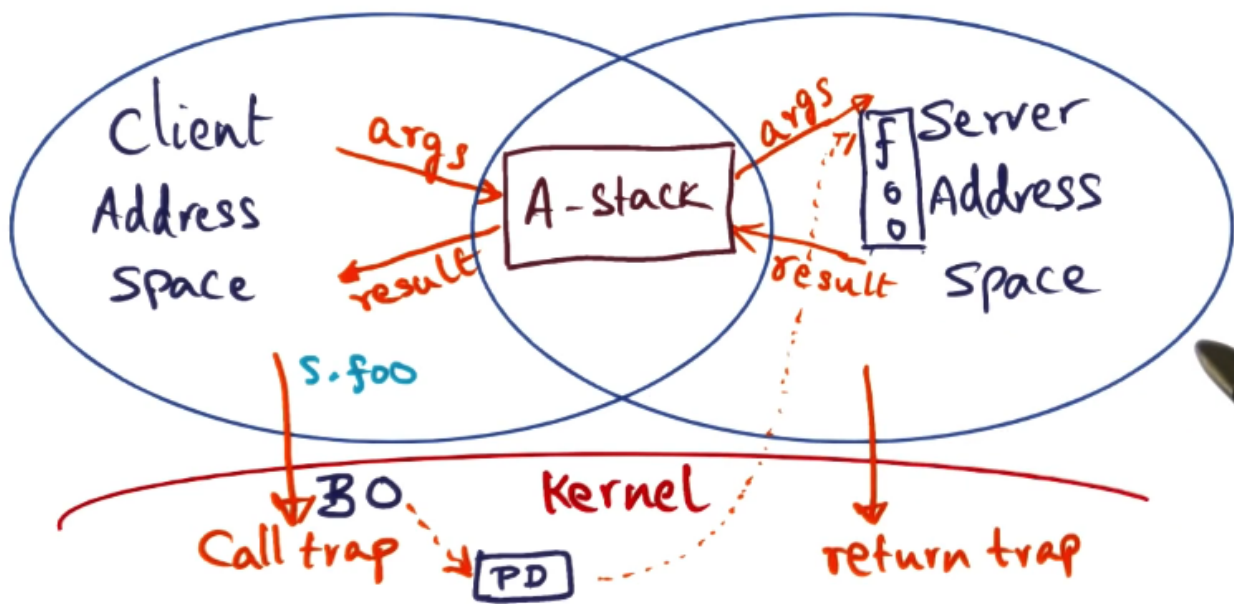 Client
Address
Space
args
result
A-stack
args
result
foo
Server
Address
Space
s.foo
BO
Kernel
Call trap
PD
return trap